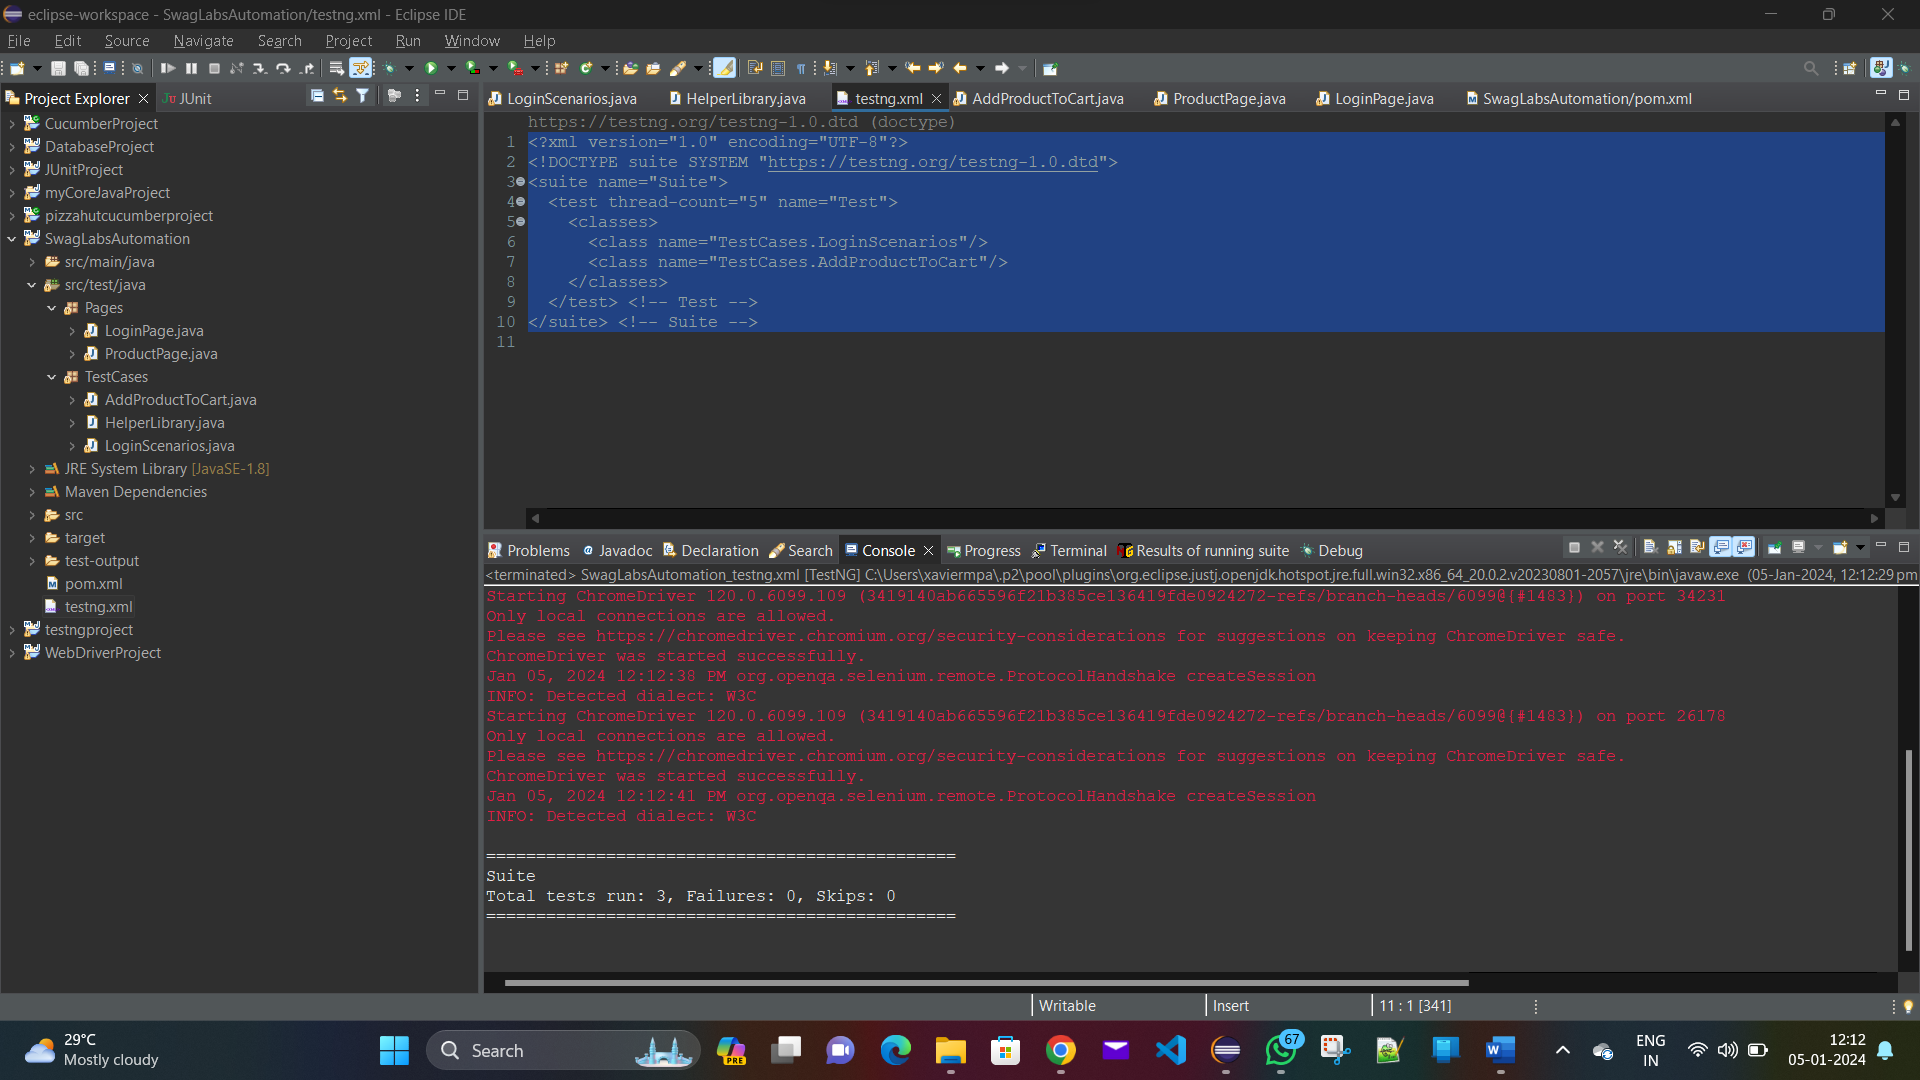 eclipse-workspace - SwagLabsAutomation/testng.xml - Eclipse IDE
File Edit Source Navigate Search Project Run Window Help
Project Explorer
JUnit
CucumberProject
DatabaseProject
JUnitProject
myCoreJavaProject
pizzahutcucumberproject
SwagLabsAutomation
src/main/java
src/test/java
Pages
LoginPage.java
ProductPage.java
TestCases
AddProductToCart.java
HelperLibrary.java
LoginScenarios.java
JRE System Library [JavaSE-1.8]
Maven Dependencies
src
target
test-output
pom.xml
testng.xml
testngproject
WebDriverProject
LoginScenarios.java HelperLibrary.java testng.xml AddProductToCart.java ProductPage.java LoginPage.java SwagLabsAutomation/pom.xml
https://testng.org/testng-1.0.dtd (doctype)
1 <?xml version="1.0" encoding="UTF-8"?>
2 <!DOCTYPE suite SYSTEM "https://testng.org/testng-1.0.dtd">
3 <suite name="Suite">
4 <test thread-count="5" name="Test">
5 <classes>
6 <class name="TestCases.LoginScenarios"/>
7 <class name="TestCases.AddProductToCart"/>
8 </classes>
9 </test> <!-- Test -->
10 </suite> <!-- Suite -->
11
Problems Javadoc Declaration Search Console Progress Terminal Results of running suite Debug
<terminated> SwagLabsAutomation_testng.xml [TestNG] C:\Users\xaviermpa\.p2\pool\plugins\org.eclipse.justj.openjdk.hotspot.jre.full.win32.x86_64_20.0.2.v20230801-2057\jre\bin\javaw.exe (05-Jan-2024, 12:12:29 pm
Starting ChromeDriver 120.0.6099.109 (3419140ab665596f21b385ce136419fde0924272-refs/branch-heads/6099@{#1483}) on port 34231
Only local connections are allowed.
Please see https://chromedriver.chromium.org/security-considerations for suggestions on keeping ChromeDriver safe.
ChromeDriver was started successfully.
Jan 05, 2024 12:12:38 PM org.openqa.selenium.remote.ProtocolHandshake createSession
INFO: Detected dialect: W3C
Starting ChromeDriver 120.0.6099.109 (3419140ab665596f21b385ce136419fde0924272-refs/branch-heads/6099@{#1483}) on port 26178
Only local connections are allowed.
Please see https://chromedriver.chromium.org/security-considerations for suggestions on keeping ChromeDriver safe.
ChromeDriver was started successfully.
Jan 05, 2024 12:12:41 PM org.openqa.selenium.remote.ProtocolHandshake createSession
INFO: Detected dialect: W3C
===============================================
Suite
Total tests run: 3, Failures: 0, Skips: 0
===============================================
Writable Insert 11 : 1 [341]
29°C
Mostly cloudy
Search
PRE
67
ENG
IN
12:12
05-01-2024